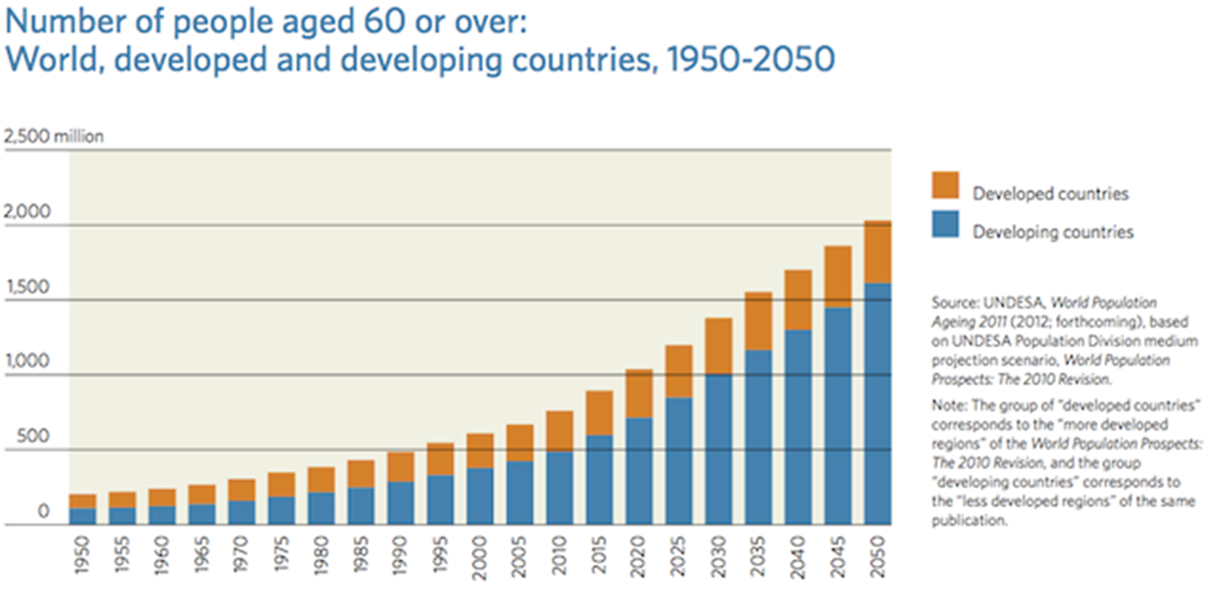 Number of people aged 60 or over:
World, developed and developing countries, 1950-2050
2,500 million
2,000
1,500
1,000
500
0
1950
1955
1960
1965
1970
1975
1980
1985
1990
1995
2000
2005
2010
2015
2020
2025
2030
2035
2040
2045
2050
Developed countries
Developing countries
Source: UNDESA, World Population
Ageing 2011 (2012; forthcoming), based
on UNDESA Population Division medium
projection scenario, World Population
Prospects: The 2010 Revision.
Note: The group of "developed countries"
corresponds to the "more developed
regions" of the World Population Prospects:
The 2010 Revision, and the group
"developing countries" corresponds to
the "less developed regions" of the same
publication.